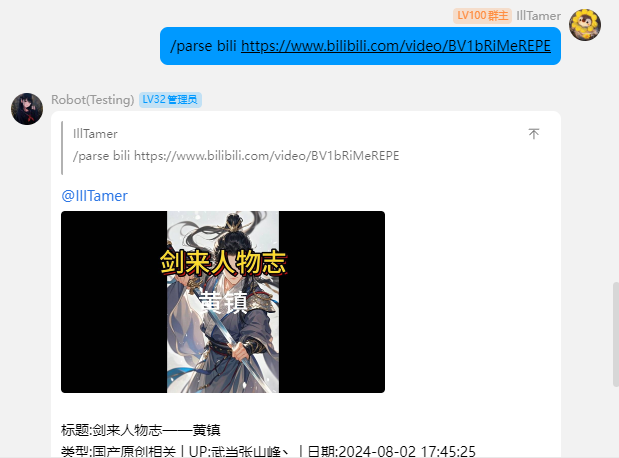 LV100 群主 IllTamer
/parse bili https://www.bilibili.com/video/BV1bRiMeREPE
Robot(Testing) LV32 管理员
IllTamer
/parse bili https://www.bilibili.com/video/BV1bRiMeREPE
@IllTamer
剑来人物志
黄镇
标题:剑来人物志——黄镇
类型:国产原创相关 | UP:武当张山峰丶 | 日期:2024-08-02 17:45:25